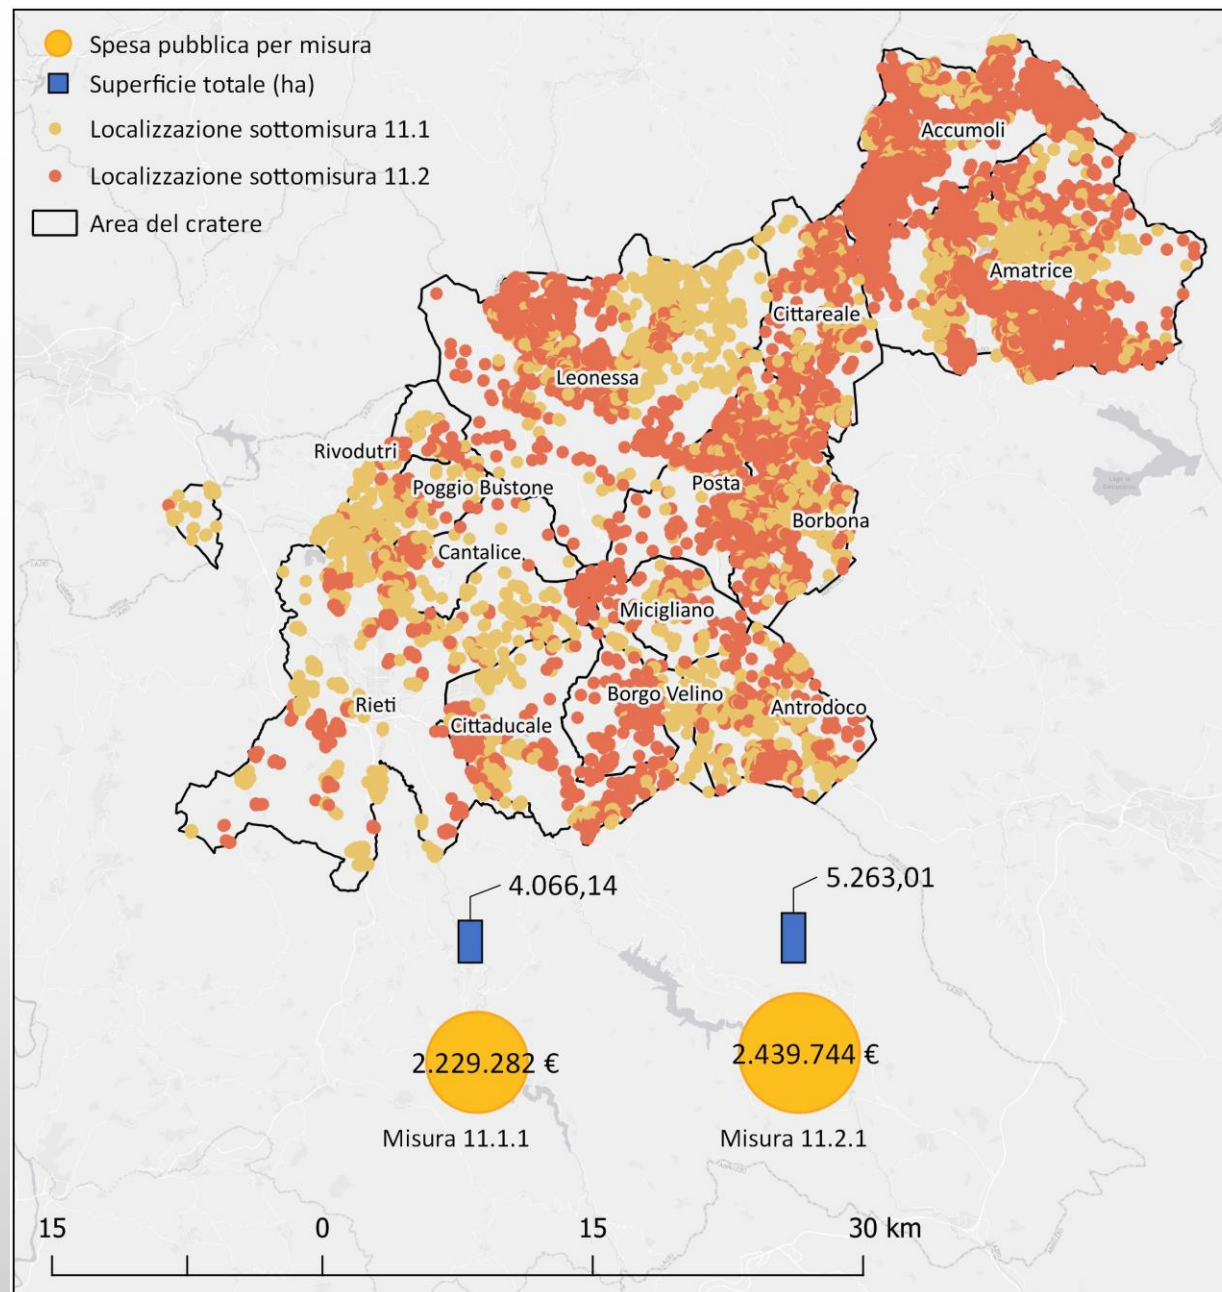 Spesa pubblica per misura
Superficie totale (ha)
Localizzazione sottomisura 11.1
Localizzazione sottomisura 11.2
Area del cratere
Accumoli
Amatrice
Cittareale
Leonessa
Rivodutri
Poggio Bustone
Posta
Borbona
Cantalice
Micigliano
Borgo Velino
Rieti
Cittaducale
Antrodoco
4.066,14
5.263,01
2.229.282 €
2.439.744 €
Misura 11.1.1
Misura 11.2.1
15 0 15 30 km